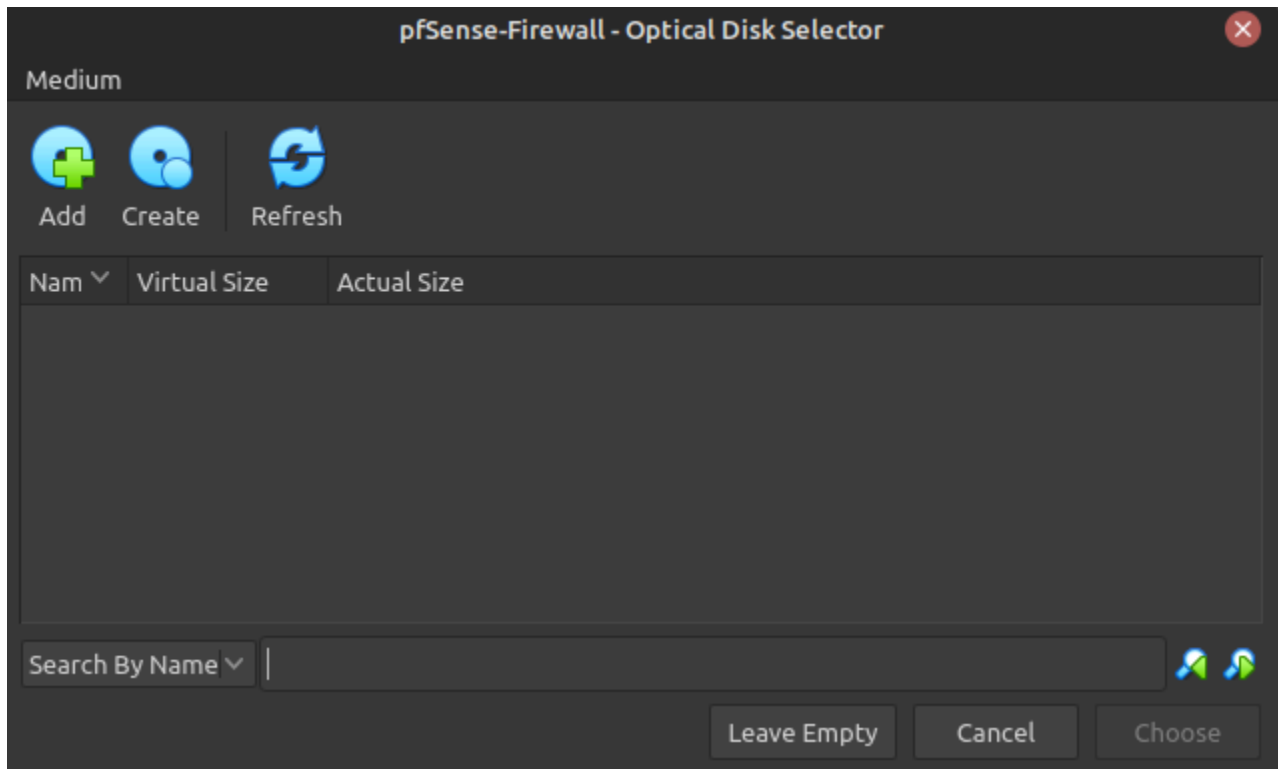 pfSense-Firewall - Optical Disk Selector
Medium
Add Create Refresh
Nam Virtual Size Actual Size
Search By Name
Leave Empty Cancel Choose